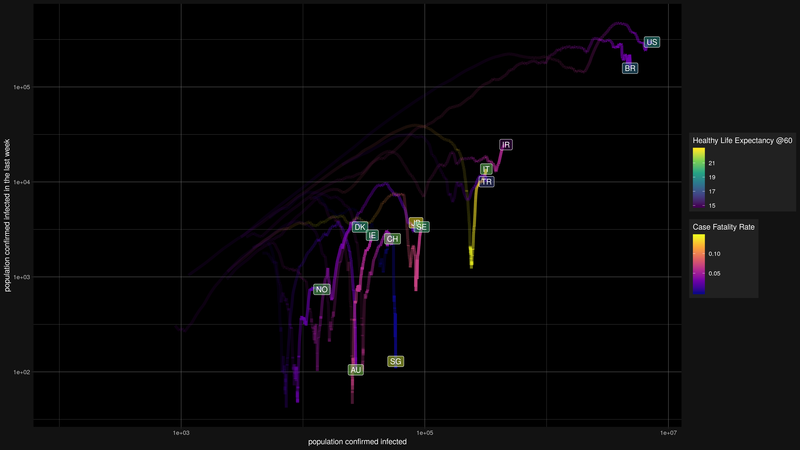 US
BR
1e+05
Healthy Life Expectancy @60
IR
21
IT
19
1e+04
TR
17
15
population confirmed infected in the last week
DK
SE
Case Fatality Rate
IE
CH
0.10
1e+03
0.05
NO
SG
AU
1e+02
1e+03
1e+05
1e+07
population confirmed infected